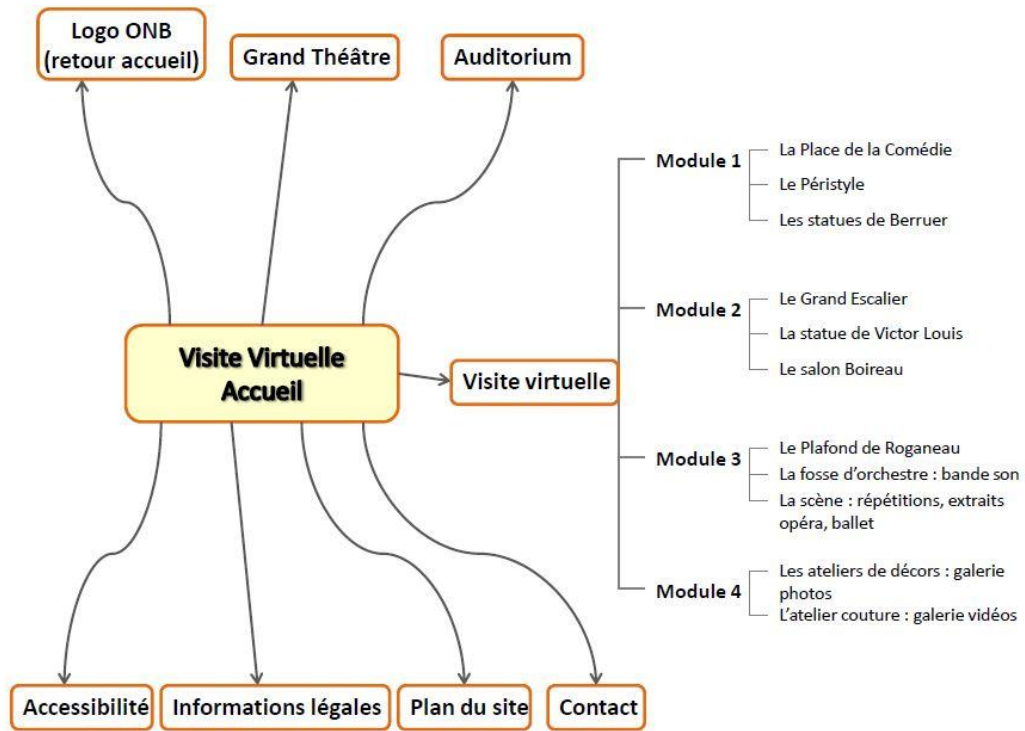 Logo ONB
(retour accueil)
Grand Théâtre
Auditorium
Visite Virtuelle
Accueil
Visite virtuelle
Module 1
La Place de la Comédie
Le Péristyle
Les statues de Berruer
Module 2
Le Grand Escalier
La statue de Victor Louis
Le salon Boireau
Module 3
Le Plafond de Roganeau
La fosse d'orchestre : bande son
La scène : répétitions, extraits
opéra, ballet
Module 4
Les ateliers de décors : galerie
photos
L'atelier couture : galerie vidéos
Accessibilité
Informations légales
Plan du site
Contact